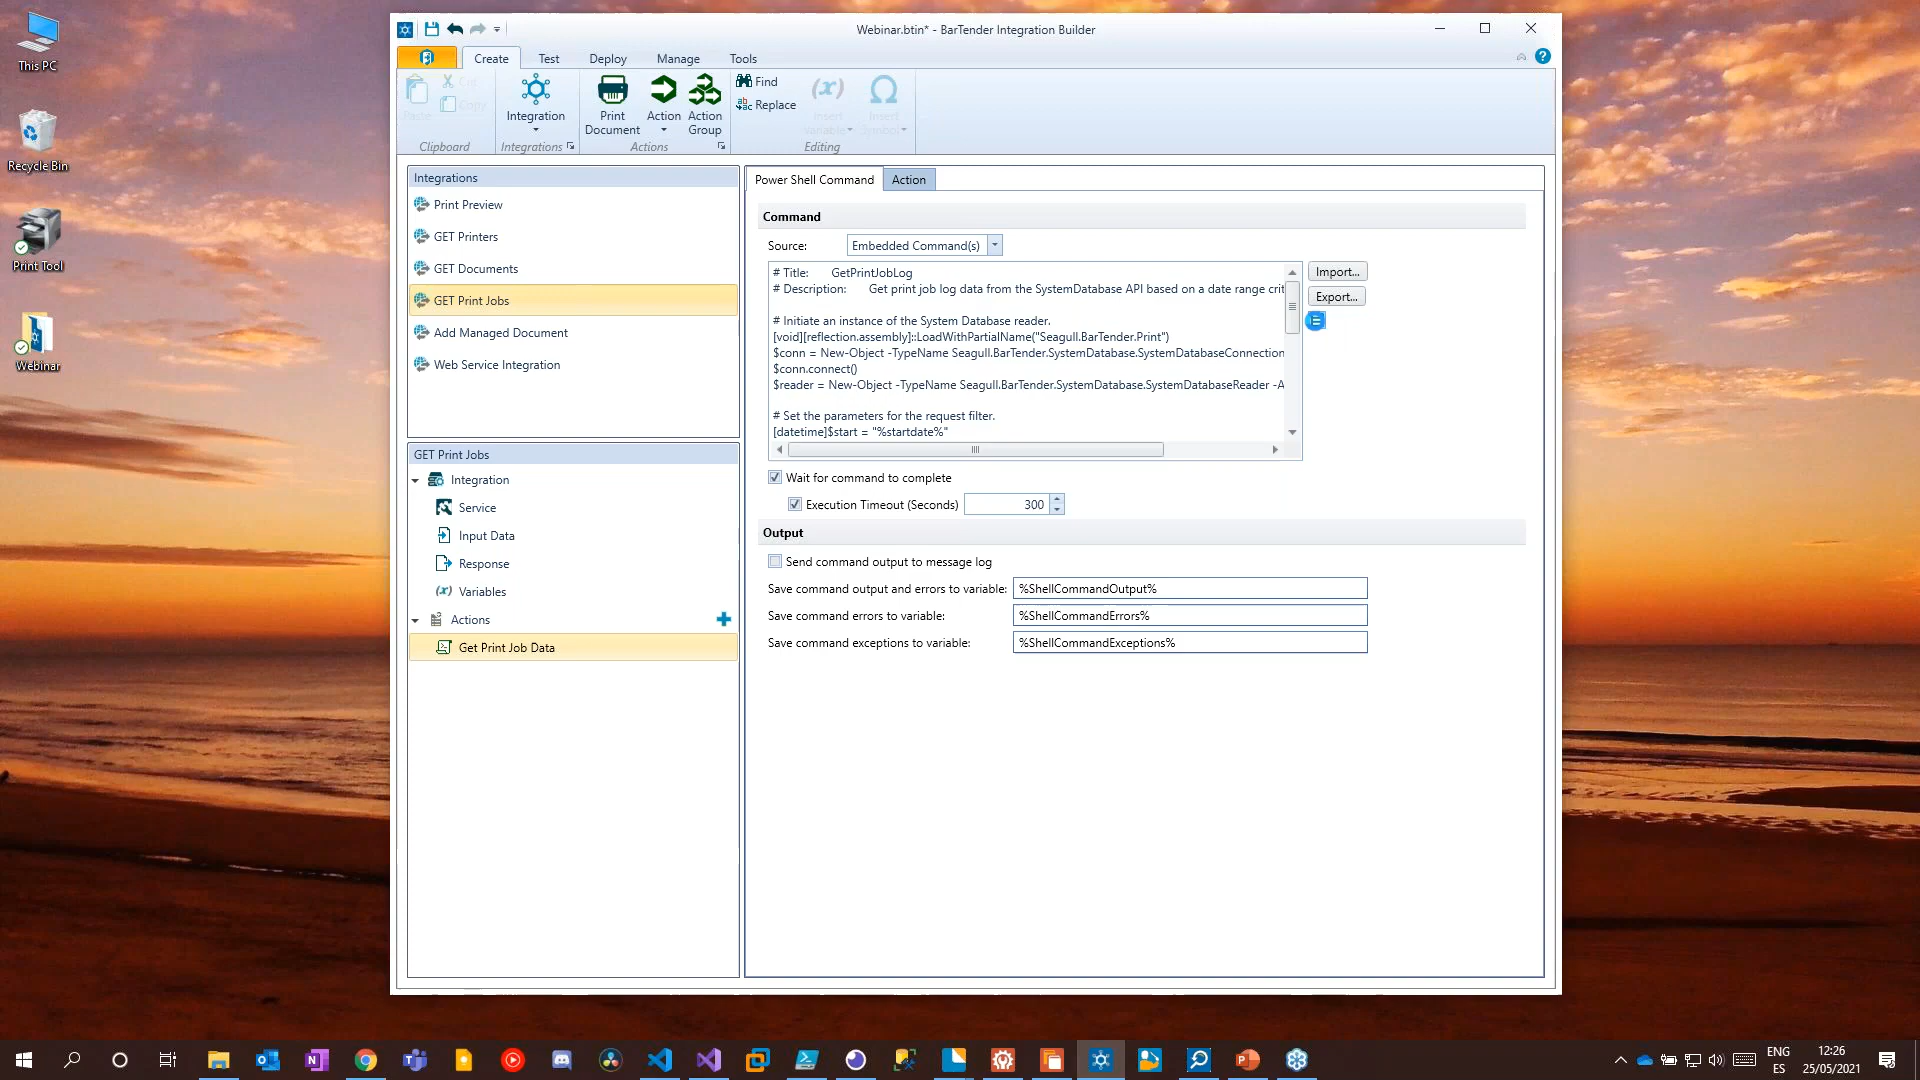 This PC
Recycle Bin
Print Tool
Webinar
Webinar.btin* - BarTender Integration Builder
Create
Test
Deploy
Manage
Tools
Paste
Cut
Copy
Clipboard
Integration
Integrations
Print
Document
Action
Action
Group
Actions
Find
Replace
Insert
Variable
Insert
Symbol
Editing
Integrations
Print Preview
GET Printers
GET Documents
GET Print Jobs
Add Managed Document
Web Service Integration
GET Print Jobs
Integration
Service
Input Data
Response
Variables
Actions
Get Print Job Data
Power Shell Command
Action
Command
Source:
Embedded Command(s)
# Title: GetPrintJobLog
# Description: Get print job log data from the SystemDatabase API based on a date range crit
# Initiate an instance of the System Database reader.
[void][reflection.assembly]::LoadWithPartialName("Seagull.BarTender.Print")
$conn = New-Object -TypeName Seagull.BarTender.SystemDatabase.SystemDatabaseConnection
$conn.connect()
$reader = New-Object -TypeName Seagull.BarTender.SystemDatabase.SystemDatabaseReader -A
# Set the parameters for the request filter.
[datetime]$start = "%startdate%"
Import...
Export...
Wait for command to complete
Execution Timeout (Seconds)
300
Output
Send command output to message log
Save command output and errors to variable:
%ShellCommandOutput%
Save command errors to variable:
%ShellCommandErrors%
Save command exceptions to variable:
%ShellCommandExceptions%
ENG
ES
12:26
25/05/2021